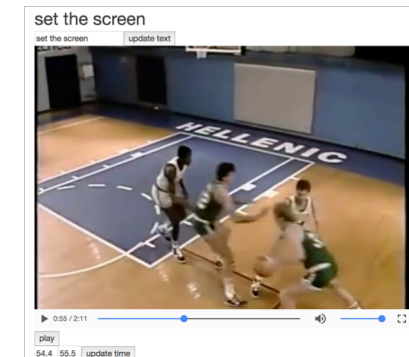 set the screen
set the screen update text
HELLENIC
0:55 / 2:11
play
54.4 55.5 update time